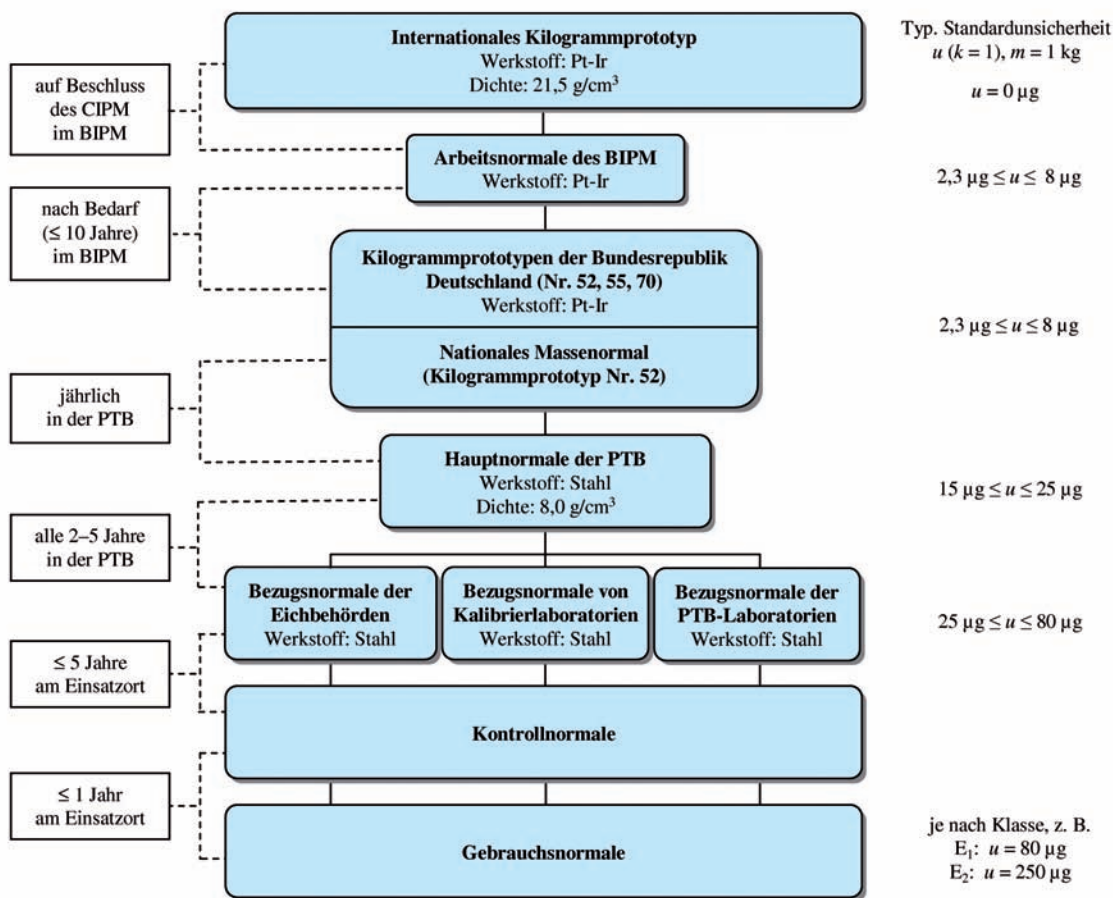 Internationales Kilogrammprototyp
Werkstoff: Pt-Ir
Dichte: 21,5 g/cm³
Typ. Standardunsicherheit
u (k = 1), m = 1 kg
u = 0 µg
auf Beschluss
des CIPM
im BIPM
Arbeitsnormale des BIPM
Werkstoff: Pt-Ir
2,3 µg ≤ u ≤ 8 µg
nach Bedarf
(≤ 10 Jahre)
im BIPM
Kilogrammprototypen der Bundesrepublik
Deutschland (Nr. 52, 55, 70)
Werkstoff: Pt-Ir
2,3 µg ≤ u ≤ 8 µg
Nationales Massenormal
(Kilogrammprototyp Nr. 52)
jährlich
in der PTB
Hauptnormale der PTB
Werkstoff: Stahl
Dichte: 8,0 g/cm³
15 µg ≤ u ≤ 25 µg
alle 2–5 Jahre
in der PTB
Bezugsnormale der
Eichbehörden
Werkstoff: Stahl
Bezugsnormale von
Kalibrierlaboratorien
Werkstoff: Stahl
Bezugsnormale der
PTB-Laboratorien
Werkstoff: Stahl
25 µg ≤ u ≤ 80 µg
≤ 5 Jahre
am Einsatzort
Kontrollnormale
≤ 1 Jahr
am Einsatzort
Gebrauchsnormale
je nach Klasse, z. B.
E₁: u = 80 µg
E₂: u = 250 µg